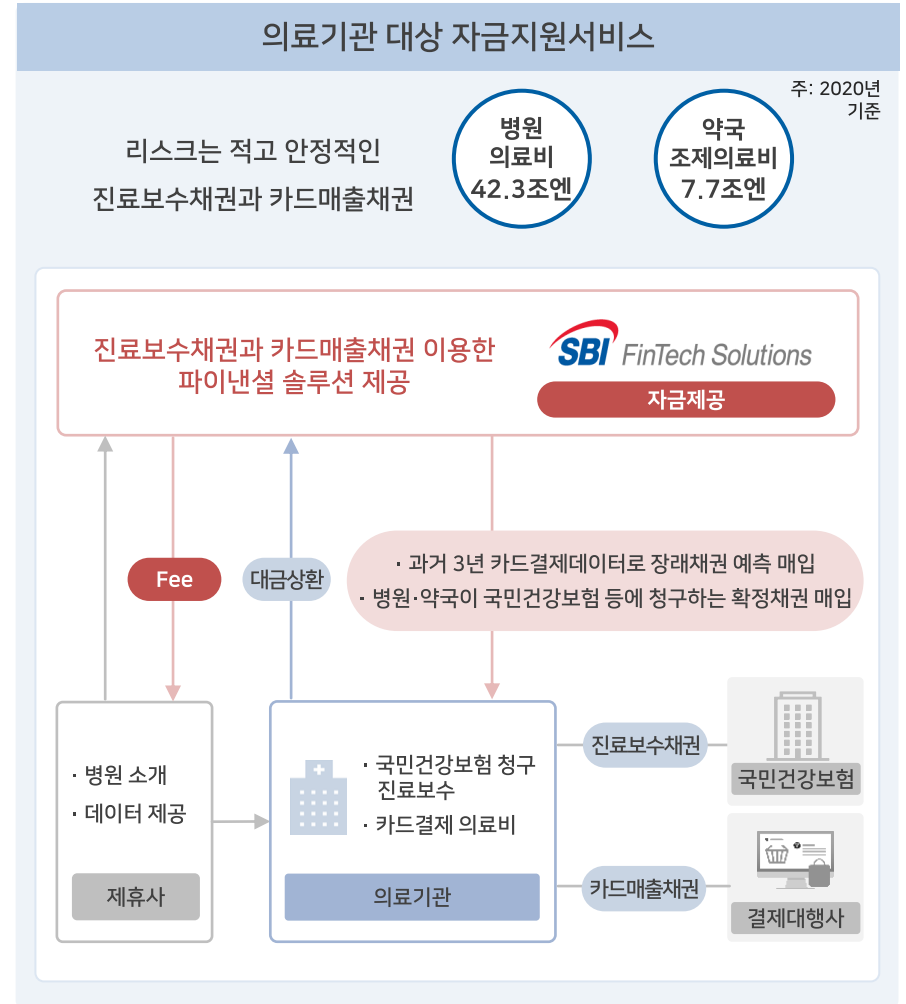 의료기관 대상 자금지원서비스
주: 2020년
기준
리스크는 적고 안정적인
진료보수채권과 카드매출채권
병원
의료비
42.3조엔
약국
조제의료비
7.7조엔
진료보수채권과 카드매출채권 이용한
파이낸셜 솔루션 제공
SBI FinTech Solutions
자금제공
Fee
대금상환
· 과거 3년 카드결제데이터로 장래채권 예측 매입
· 병원·약국이 국민건강보험 등에 청구하는 확정채권 매입
· 병원 소개
· 데이터 제공
제휴사
· 국민건강보험 청구
진료보수
· 카드결제 의료비
의료기관
진료보수채권
국민건강보험
카드매출채권
결제대행사